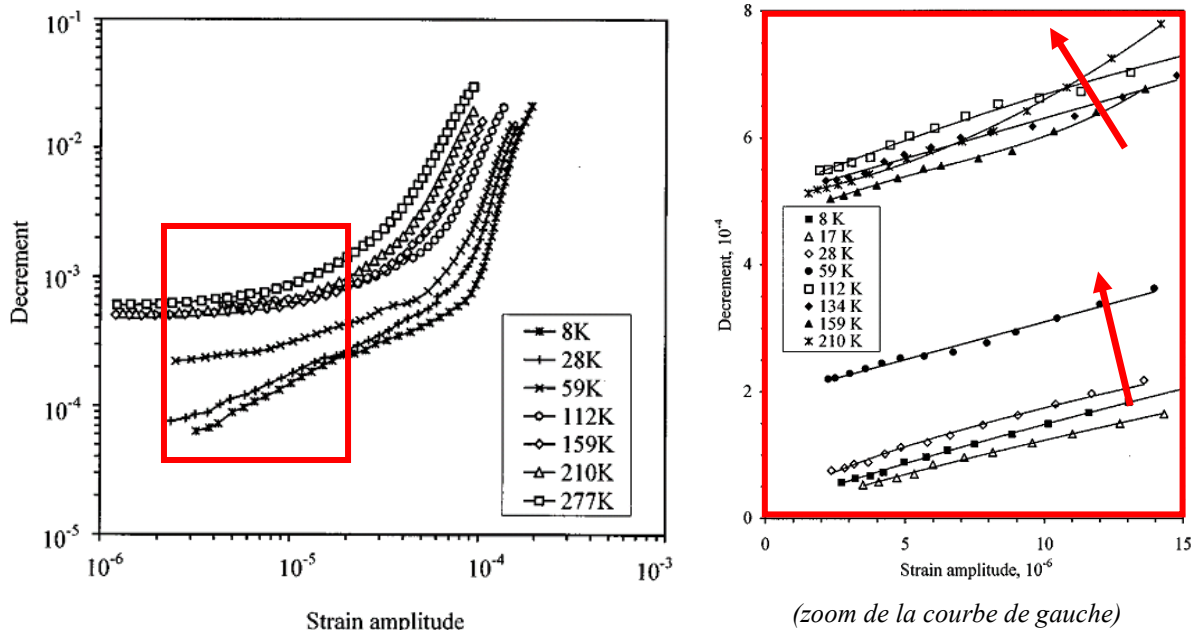 10^-1
10^-2
10^-3
10^-4
10^-5
Decrement
8K
28K
59K
112K
159K
210K
277K
10^-6
10^-5
10^-4
10^-3
Strain amplitude
8
6
4
2
0
Decrement, 10^-4
8 K
17 K
28 K
59 K
112 K
134 K
159 K
210 K
0
5
10
15
Strain amplitude, 10^-6
(zoom de la courbe de gauche)